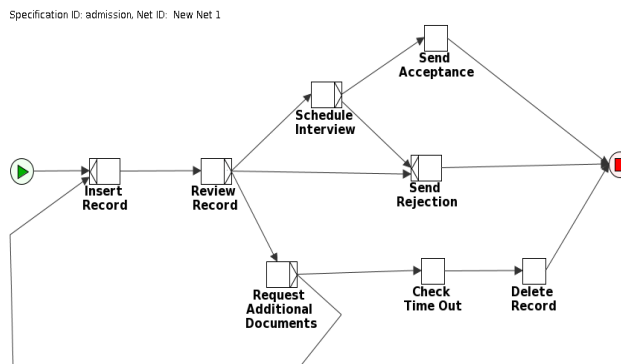 Specification ID: admission, Net ID:  New Net 1
Send
Acceptance
Schedule
Interview
Insert
Record
Review
Record
Send
Rejection
Request
Additional
Documents
Check
Time Out
Delete
Record